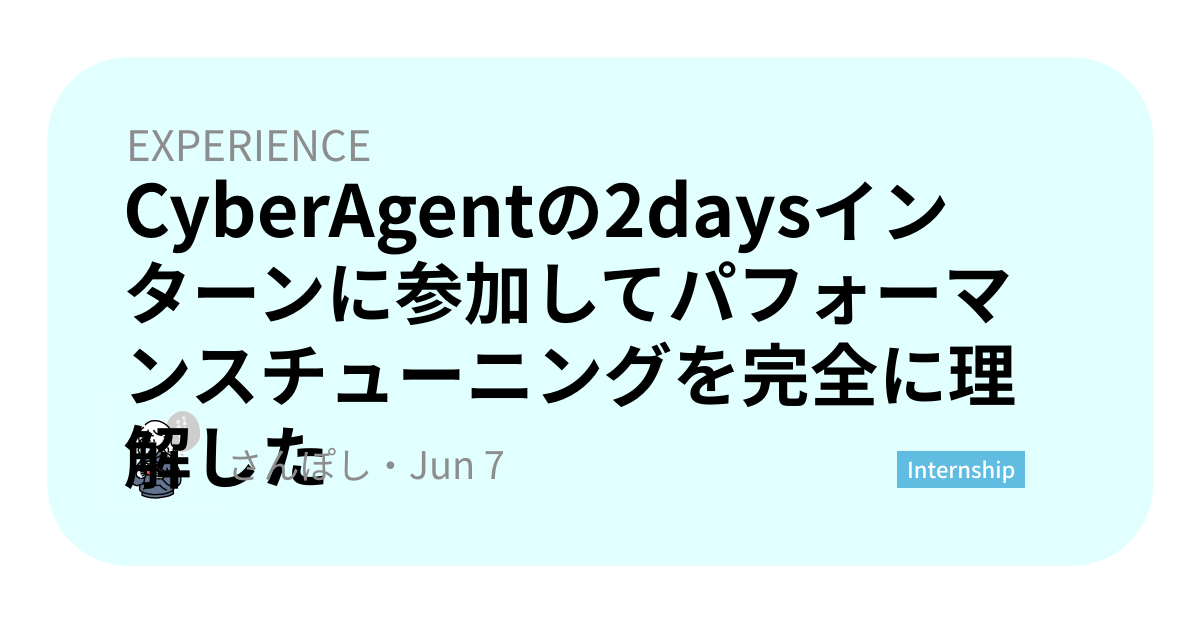 EXPERIENCE
CyberAgentの2daysイン
ターンに参加してパフォーマ
ンスチューニングを完全に理
解した
さんぽし・Jun 7
Internship